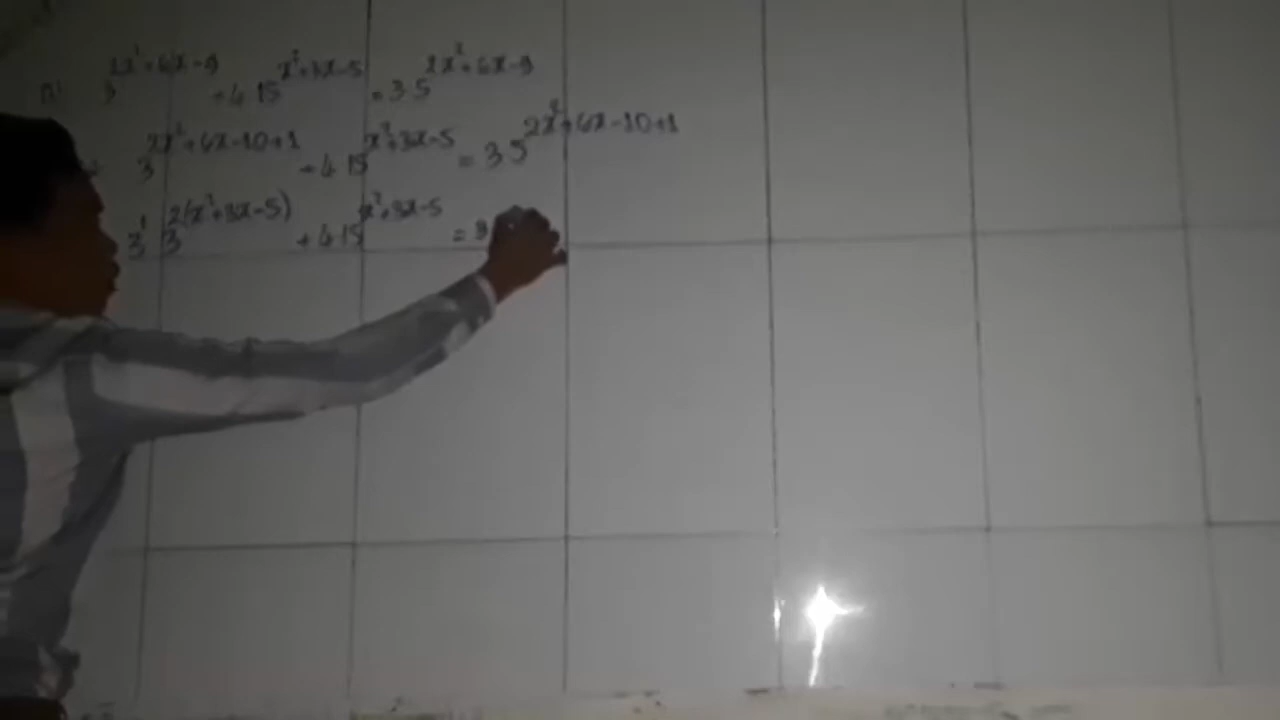 3^{2x²+6x-9} + 4.15^{x²+3x-5} = 3.5^{2x²+6x-9}
3^{2x²+6x-10+1} + 4.15^{x²+3x-5} = 3.5^{2x²+6x-10+1}
3¹ 3^{2(x²+3x-5)} + 4.15^{x²+3x-5} = 3